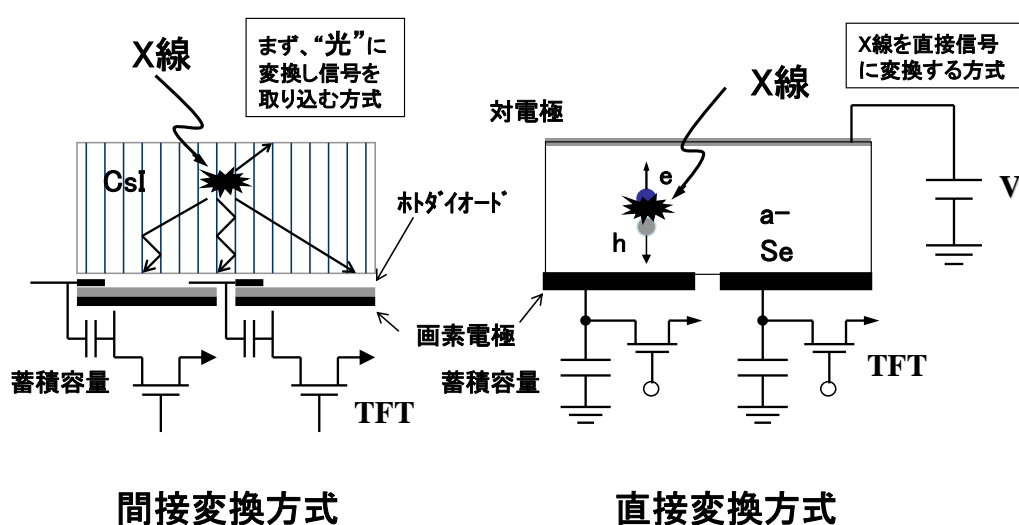 X線
まず、“光”に
変換し信号を
取り込む方式
CsI
ホトダイオード
画素電極
蓄積容量
TFT
間接変換方式
X線を直接信号
に変換する方式
X線
対電極
e
h
a-
Se
V
蓄積容量
TFT
直接変換方式